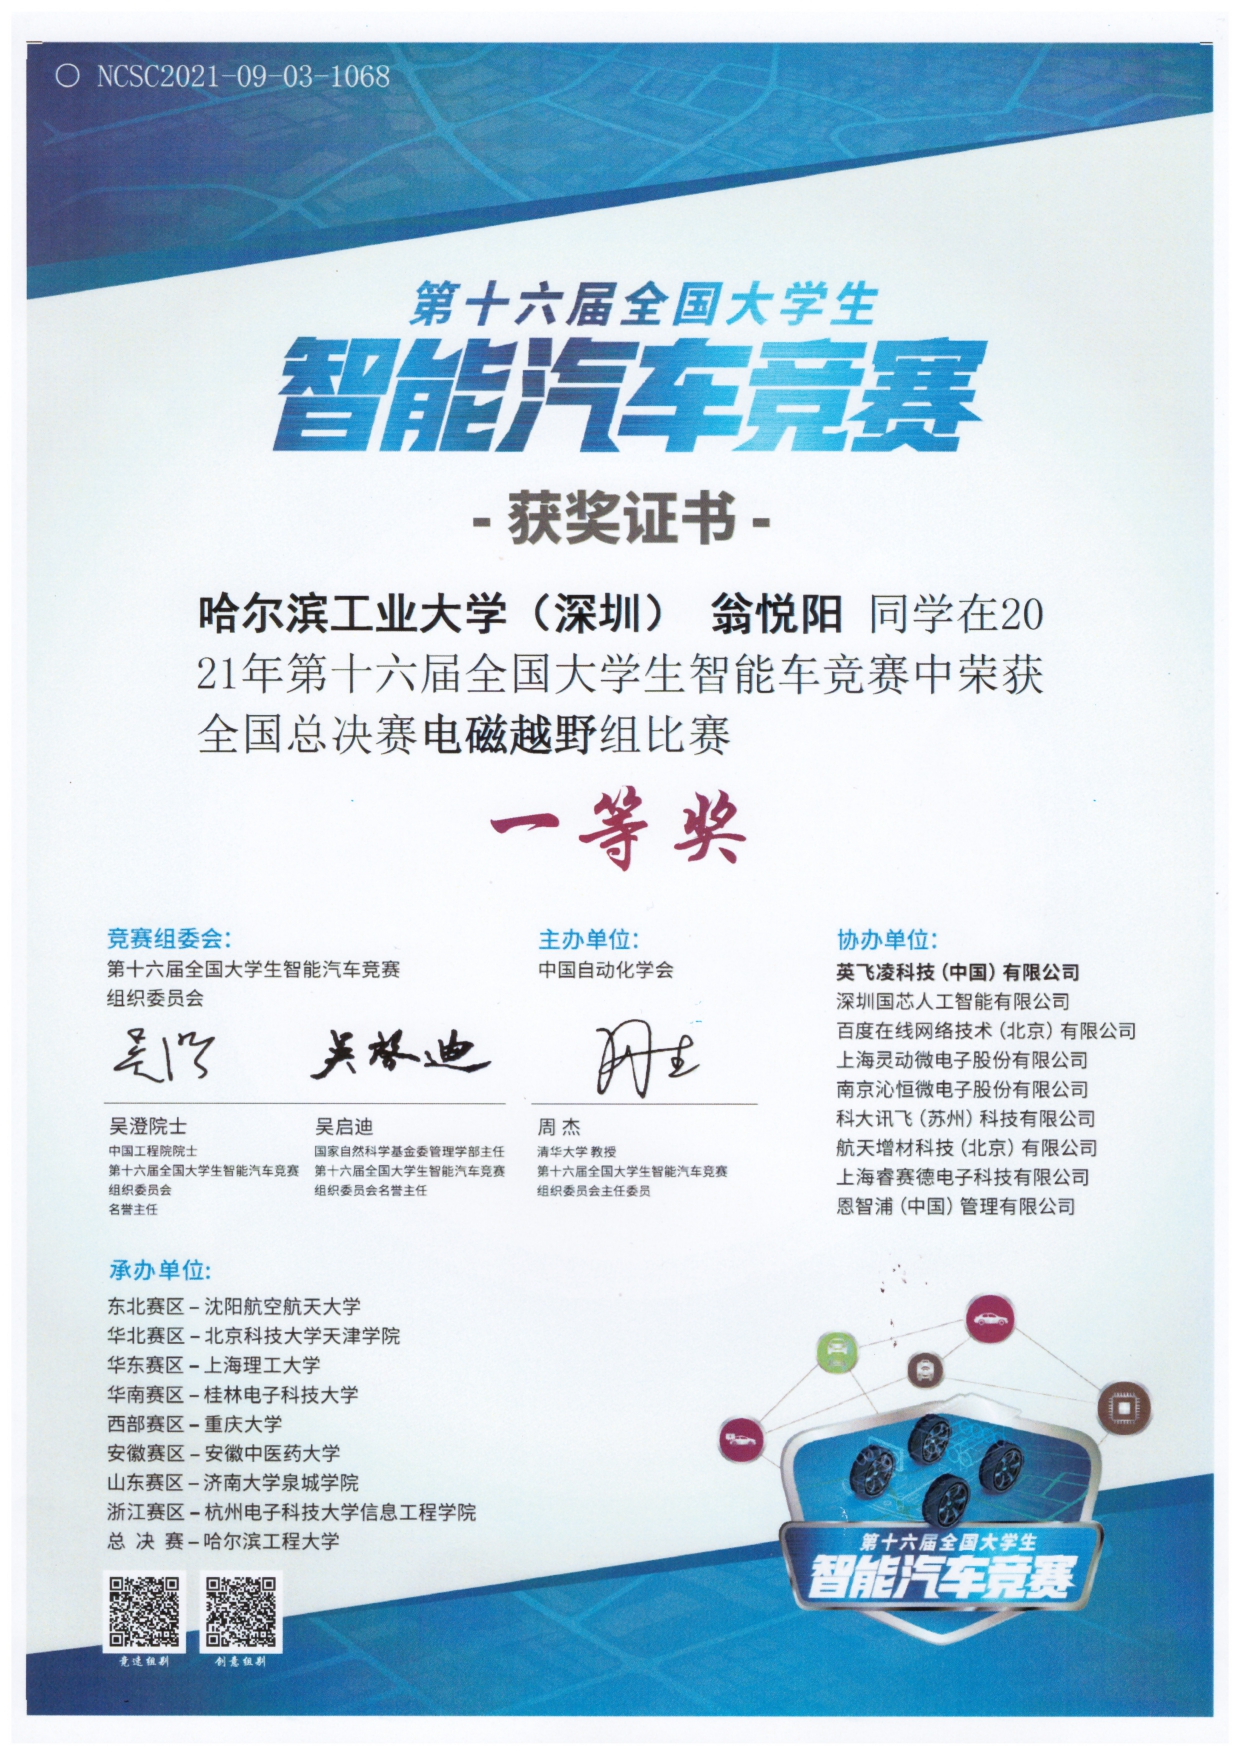 NCSC2021-09-03-1068
第十六届全国大学生
智能汽车竞赛
- 获奖证书 -
哈尔滨工业大学（深圳） 翁悦阳 同学在20
21年第十六届全国大学生智能车竞赛中荣获
全国总决赛电磁越野组比赛
一等奖
竞赛组委会：
第十六届全国大学生智能汽车竞赛
组织委员会
吴澄
吴启迪
吴澄院士
中国工程院院士
第十六届全国大学生智能汽车竞赛
组织委员会
名誉主任
吴启迪
国家自然科学基金委管理学部主任
第十六届全国大学生智能汽车竞赛
组织委员会名誉主任
主办单位：
中国自动化学会
周 杰
清华大学 教授
第十六届全国大学生智能汽车竞赛
组织委员会主任委员
协办单位：
英飞凌科技（中国）有限公司
深圳国芯人工智能有限公司
百度在线网络技术（北京）有限公司
上海灵动微电子股份有限公司
南京沁恒微电子股份有限公司
科大讯飞（苏州）科技有限公司
航天增材科技（北京）有限公司
上海睿赛德电子科技有限公司
恩智浦（中国）管理有限公司
承办单位：
东北赛区 – 沈阳航空航天大学
华北赛区 – 北京科技大学天津学院
华东赛区 – 上海理工大学
华南赛区 – 桂林电子科技大学
西部赛区 – 重庆大学
安徽赛区 – 安徽中医药大学
山东赛区 – 济南大学泉城学院
浙江赛区 – 杭州电子科技大学信息工程学院
总 决 赛 – 哈尔滨工程大学
竞速组别
创意组别
第十六届全国大学生
智能汽车竞赛